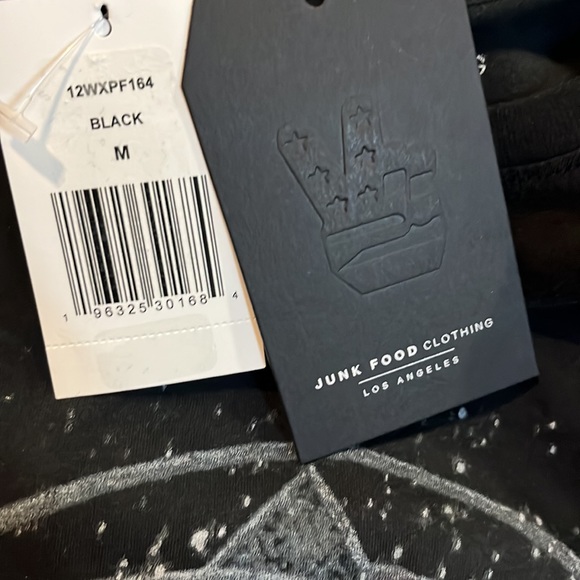 12WXPF164
BLACK
M
1 96325 30168 4
JUNK FOOD CLOTHING
LOS ANGELES